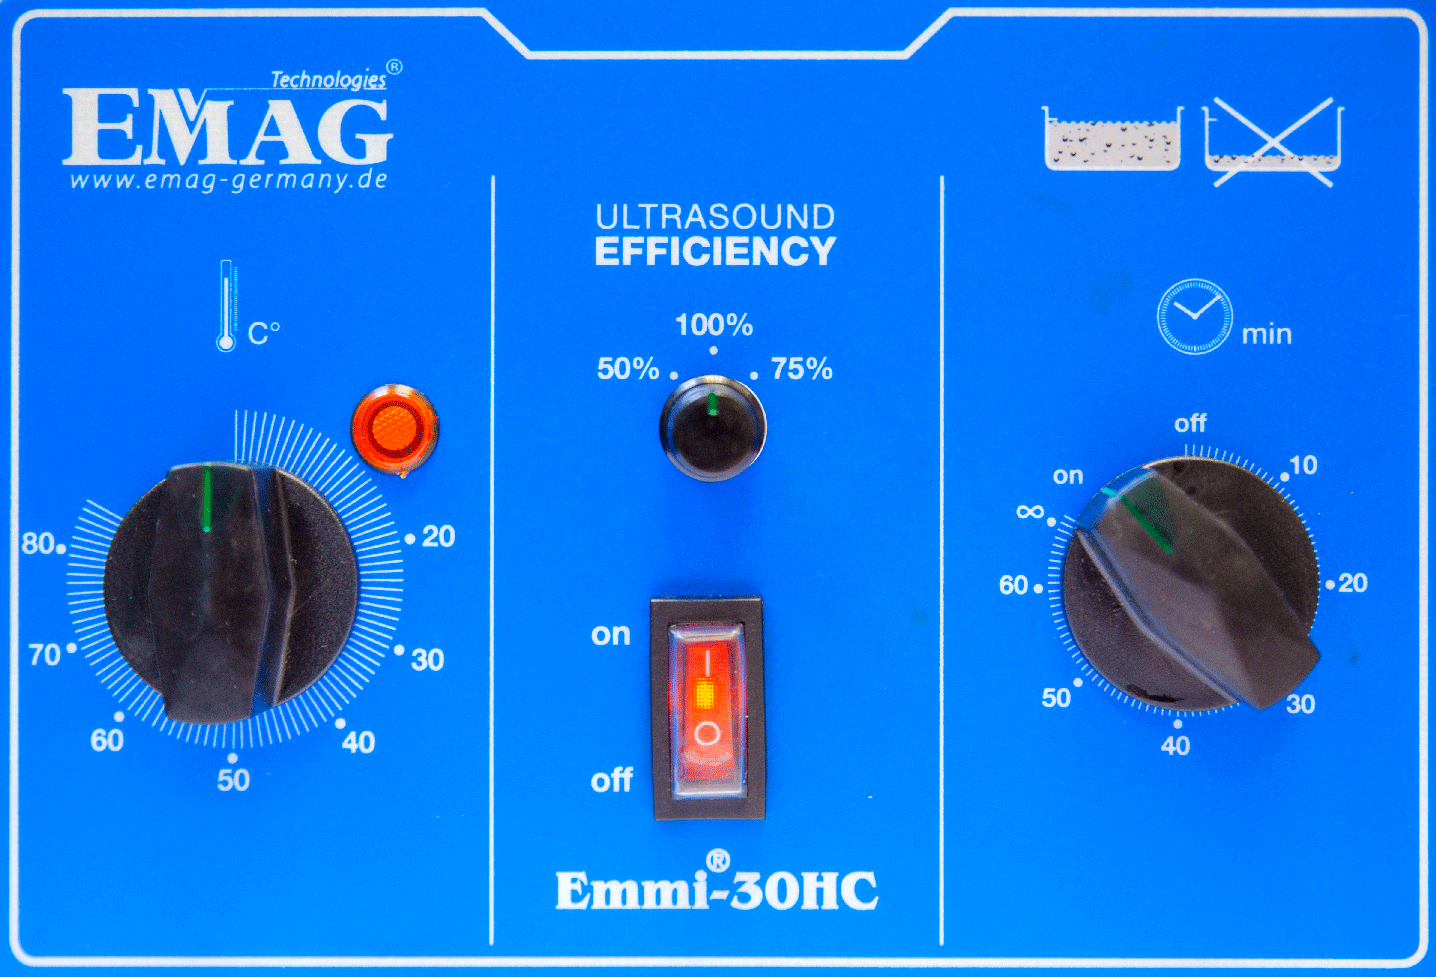 Technologies®
EMAG
www.emag-germany.de
C°
20
30
40
50
60
70
80
ULTRASOUND
EFFICIENCY
100%
50% 75%
on
off
Emmi®-30HC
min
off
10
20
30
40
50
60
∞
on